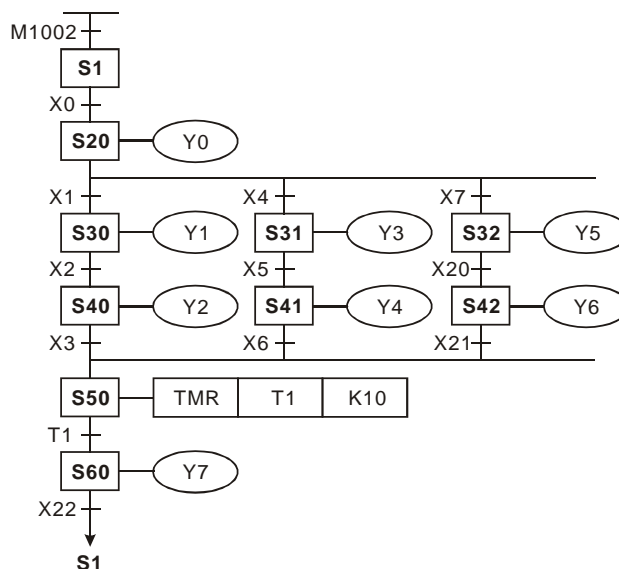 M1002
S1
X0
S20 Y0
X1 X4 X7
S30 Y1 S31 Y3 S32 Y5
X2 X5 X20
S40 Y2 S41 Y4 S42 Y6
X3 X6 X21
S50 TMR T1 K10
T1
S60 Y7
X22
S1